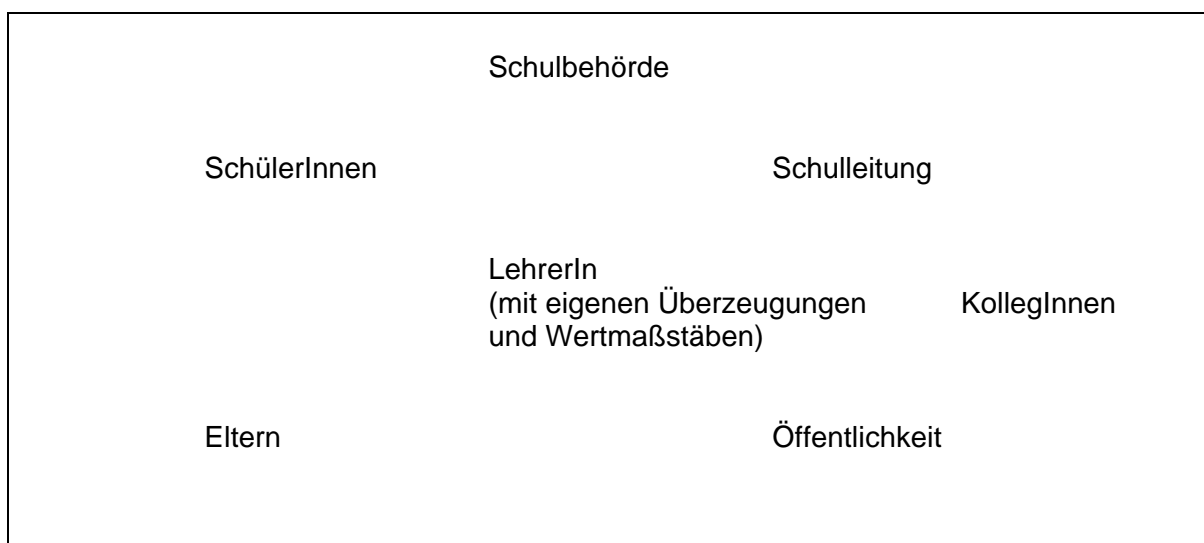 Schulbehörde
SchülerInnen Schulleitung
LehrerIn
(mit eigenen Überzeugungen KollegInnen
und Wertmaßstäben)
Eltern Öffentlichkeit